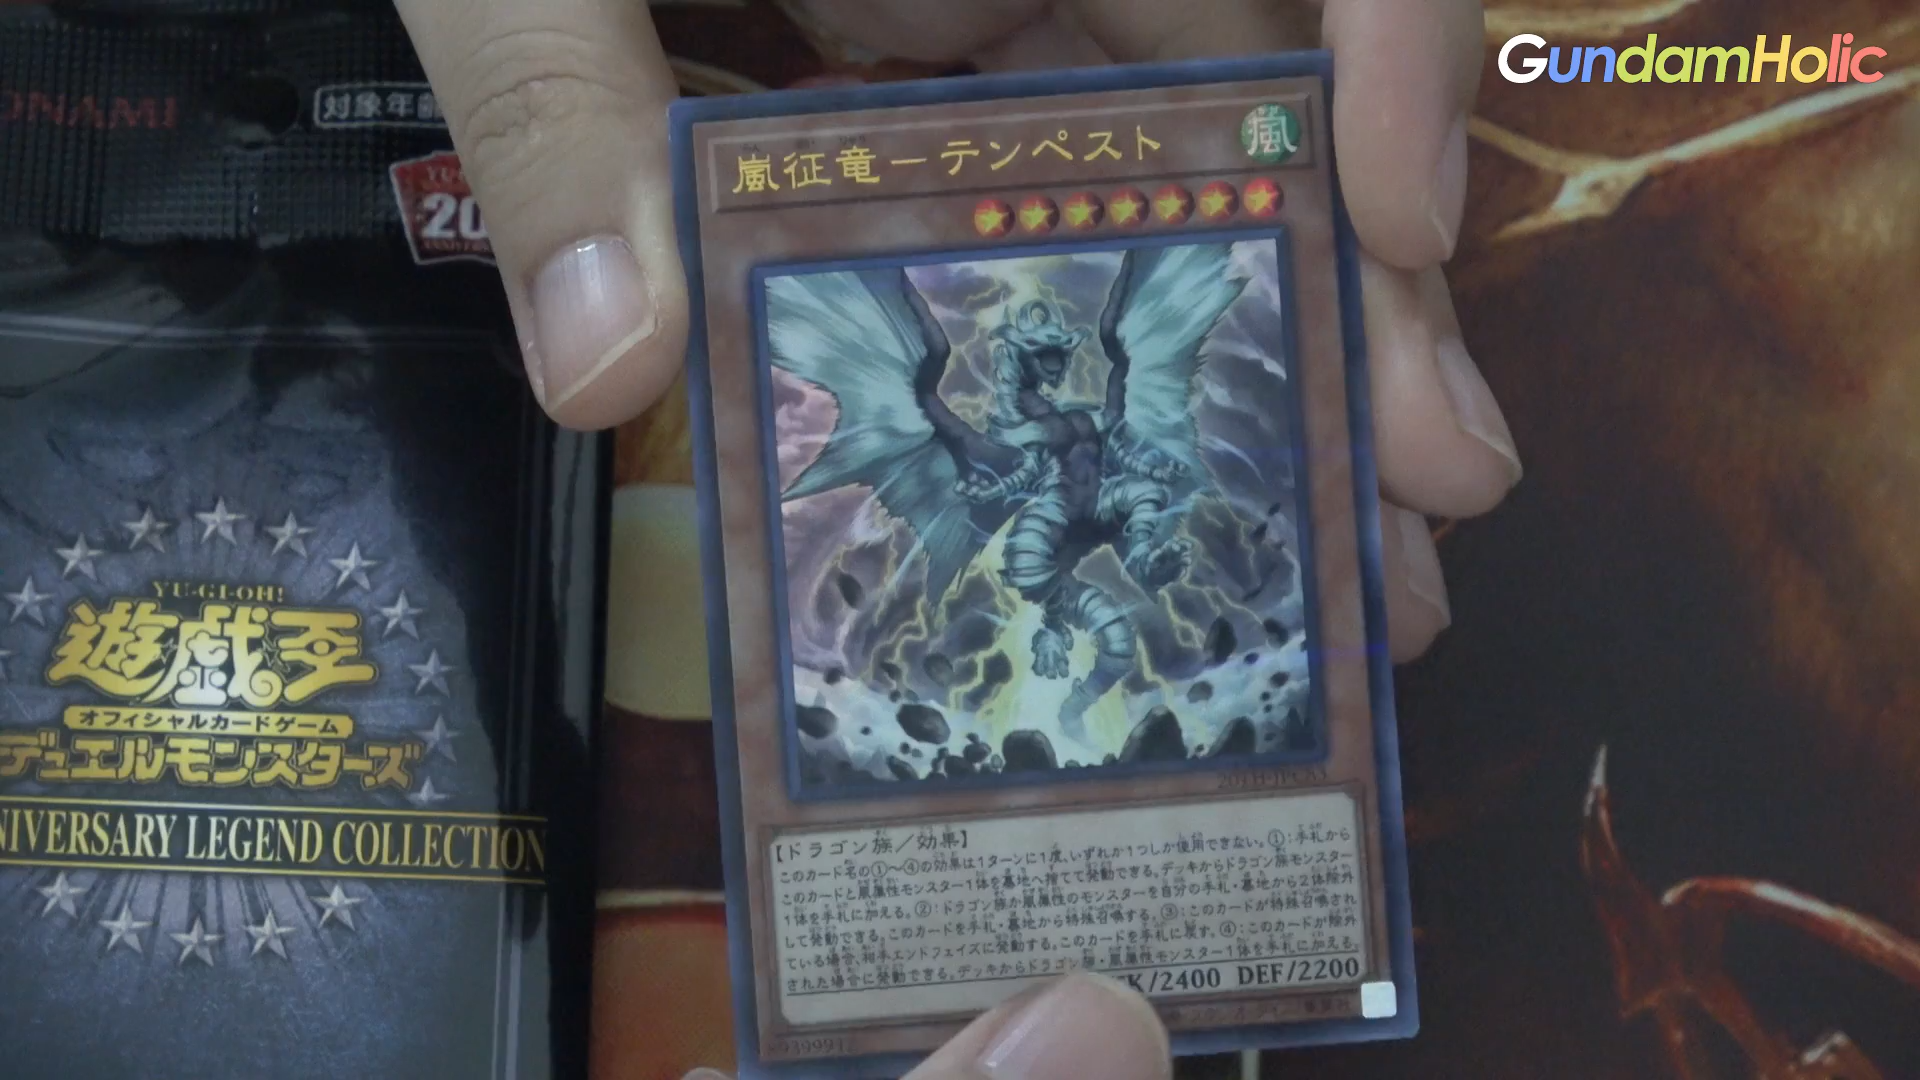 GundamHolic
KONAMI
対象年齢
20
YU-GI-OH!
遊戯王
オフィシャルカードゲーム
デュエルモンスターズ
NIVERSARY LEGEND COLLECTION
嵐征竜－テンペスト
風
【ドラゴン族／効果】
このカード名の①～④の効果は１ターンに１度、いずれか１つしか使用できない。①：手札から
このカードと風属性モンスター１体を墓地へ捨てて発動できる。デッキからドラゴン族モンスター
１体を手札に加える。②：ドラゴン族か風属性のモンスターを自分の手札・墓地から２体除外
して発動できる。このカードを手札・墓地から特殊召喚する。③：このカードが特殊召喚され
ている場合、相手エンドフェイズに発動する。このカードを手札に戻す。④：このカードが除外
された場合に発動できる。デッキからドラゴン族・風属性モンスター１体を手札に加える。
K/2400 DEF/2200